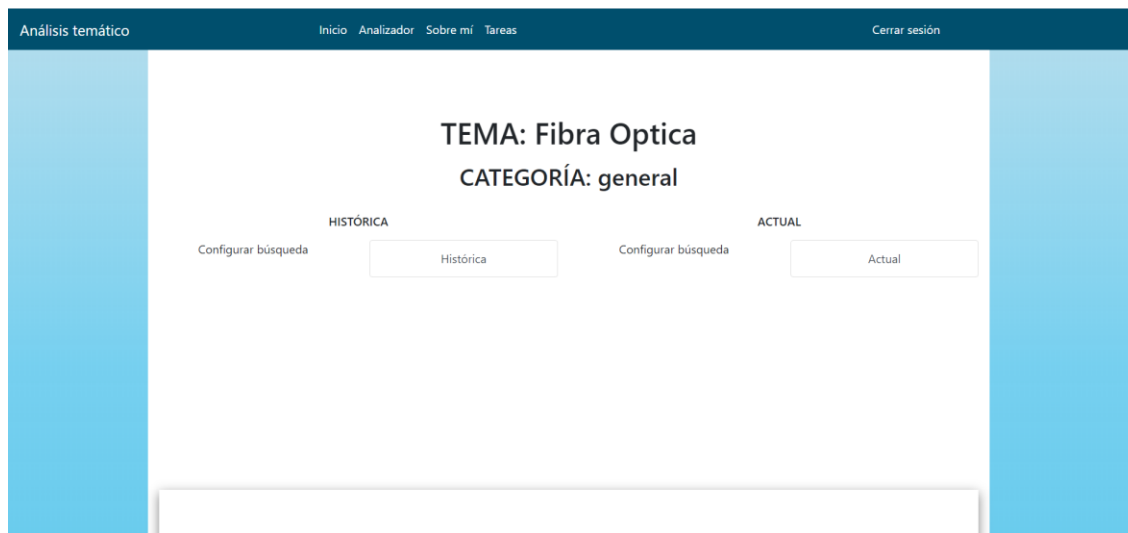 Análisis temático Inicio Analizador Sobre mí Tareas Cerrar sesión
TEMA: Fibra Optica
CATEGORÍA: general
HISTÓRICA ACTUAL
Configurar búsqueda Histórica Configurar búsqueda Actual